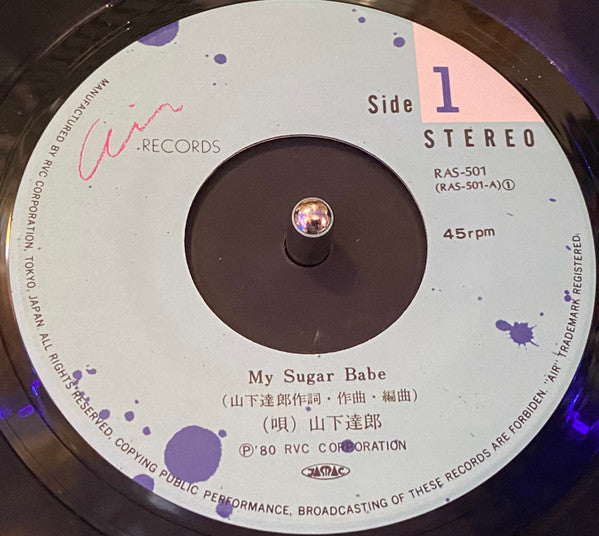 Air
RECORDS
Side 1
STEREO
RAS-501
(RAS-501-A)①
45rpm
My Sugar Babe
(山下達郎作詞・作曲・編曲)
(唄) 山下達郎
Ⓟ'80 RVC CORPORATION
JASRAC
MANUFACTURED BY RVC CORPORATION, TOKYO, JAPAN. ALL RIGHTS RESERVED, COPYING PUBLIC PERFORMANCE, BROADCASTING OF THESE RECORDS ARE FORBIDDEN. "AIR" TRADEMARK REGISTERED.